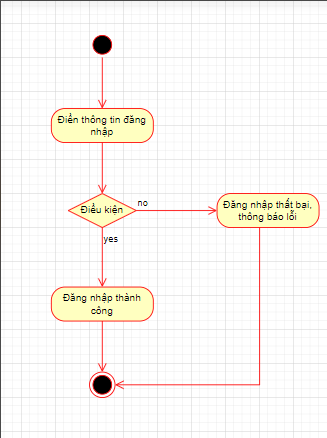 Điền thông tin đăng
nhập
Điều kiện
no
Đăng nhập thất bại,
thông báo lỗi
yes
Đăng nhập thành
công